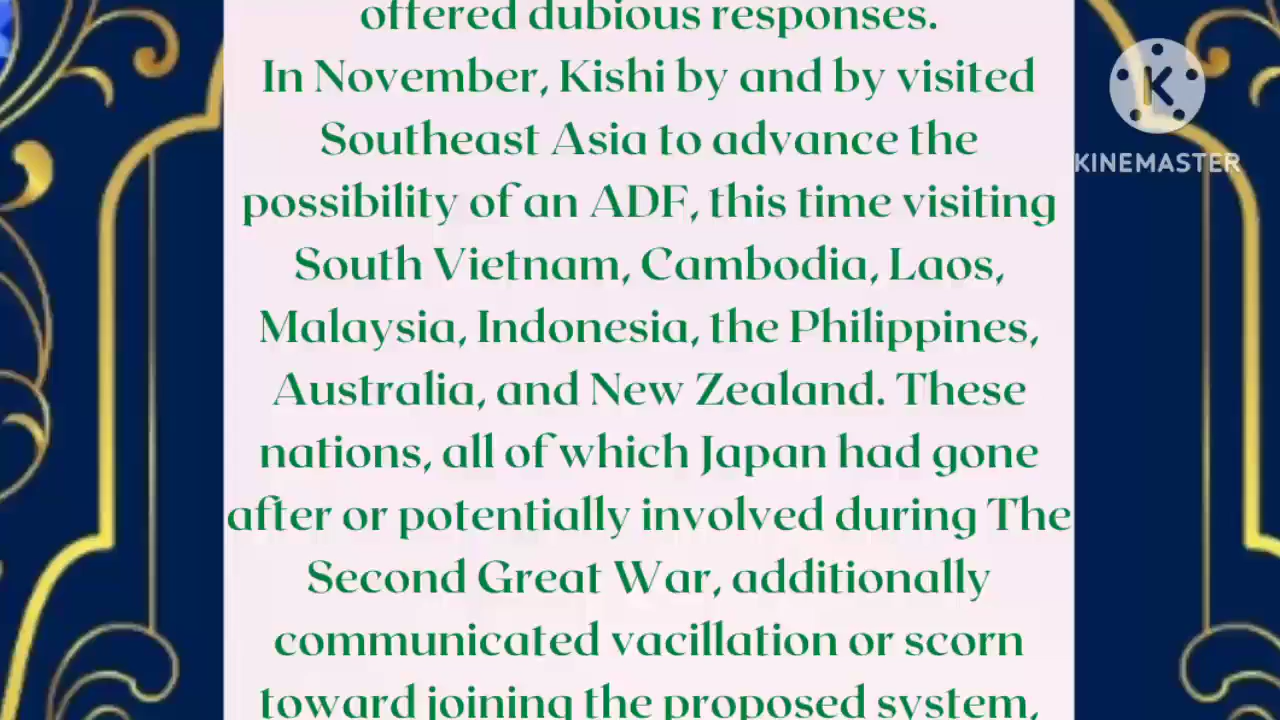 offered dubious responses.
In November, Kishi by and by visited
Southeast Asia to advance the
possibility of an ADF, this time visiting
South Vietnam, Cambodia, Laos,
Malaysia, Indonesia, the Philippines,
Australia, and New Zealand. These
nations, all of which Japan had gone
after or potentially involved during The
Second Great War, additionally
communicated vacillation or scorn
toward joining the proposed system,
K
KINEMASTER